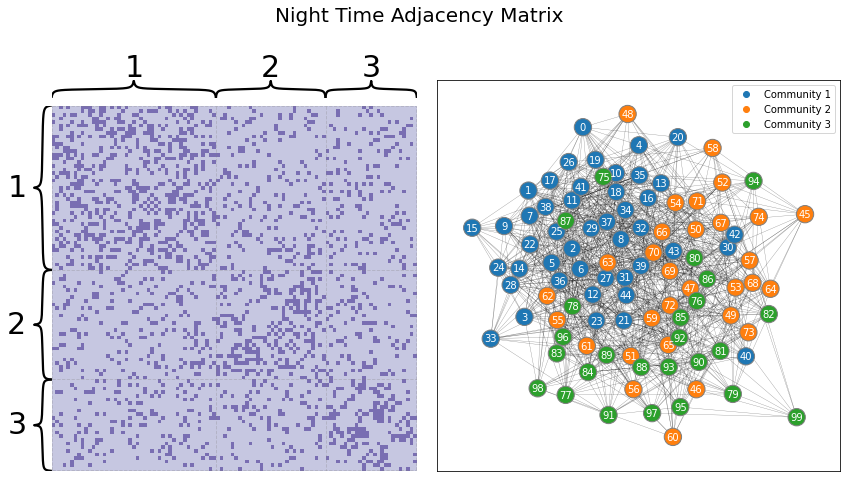 Night Time Adjacency Matrix
1 2 3
1
2
3
Community 1
Community 2
Community 3
0
48
4
20
58
26 19
10 35
75
17 41 13 52 94
1 18
11 16 54 71
38 34
7 87 37 67 74 45
15 9 25 29 32 66 50 42
22 2 8 30
70 43 80 57
24 14 5 6 63 39 69
28 36 27 31 86 68
62 12 44 47 53 64
78 72 76
3 55 23 21 59 85 49 82
33 96 92 73
83 61 89 51 65 81 40
84 88 93 90
98 77 56 46 79
91 97 95 99
60